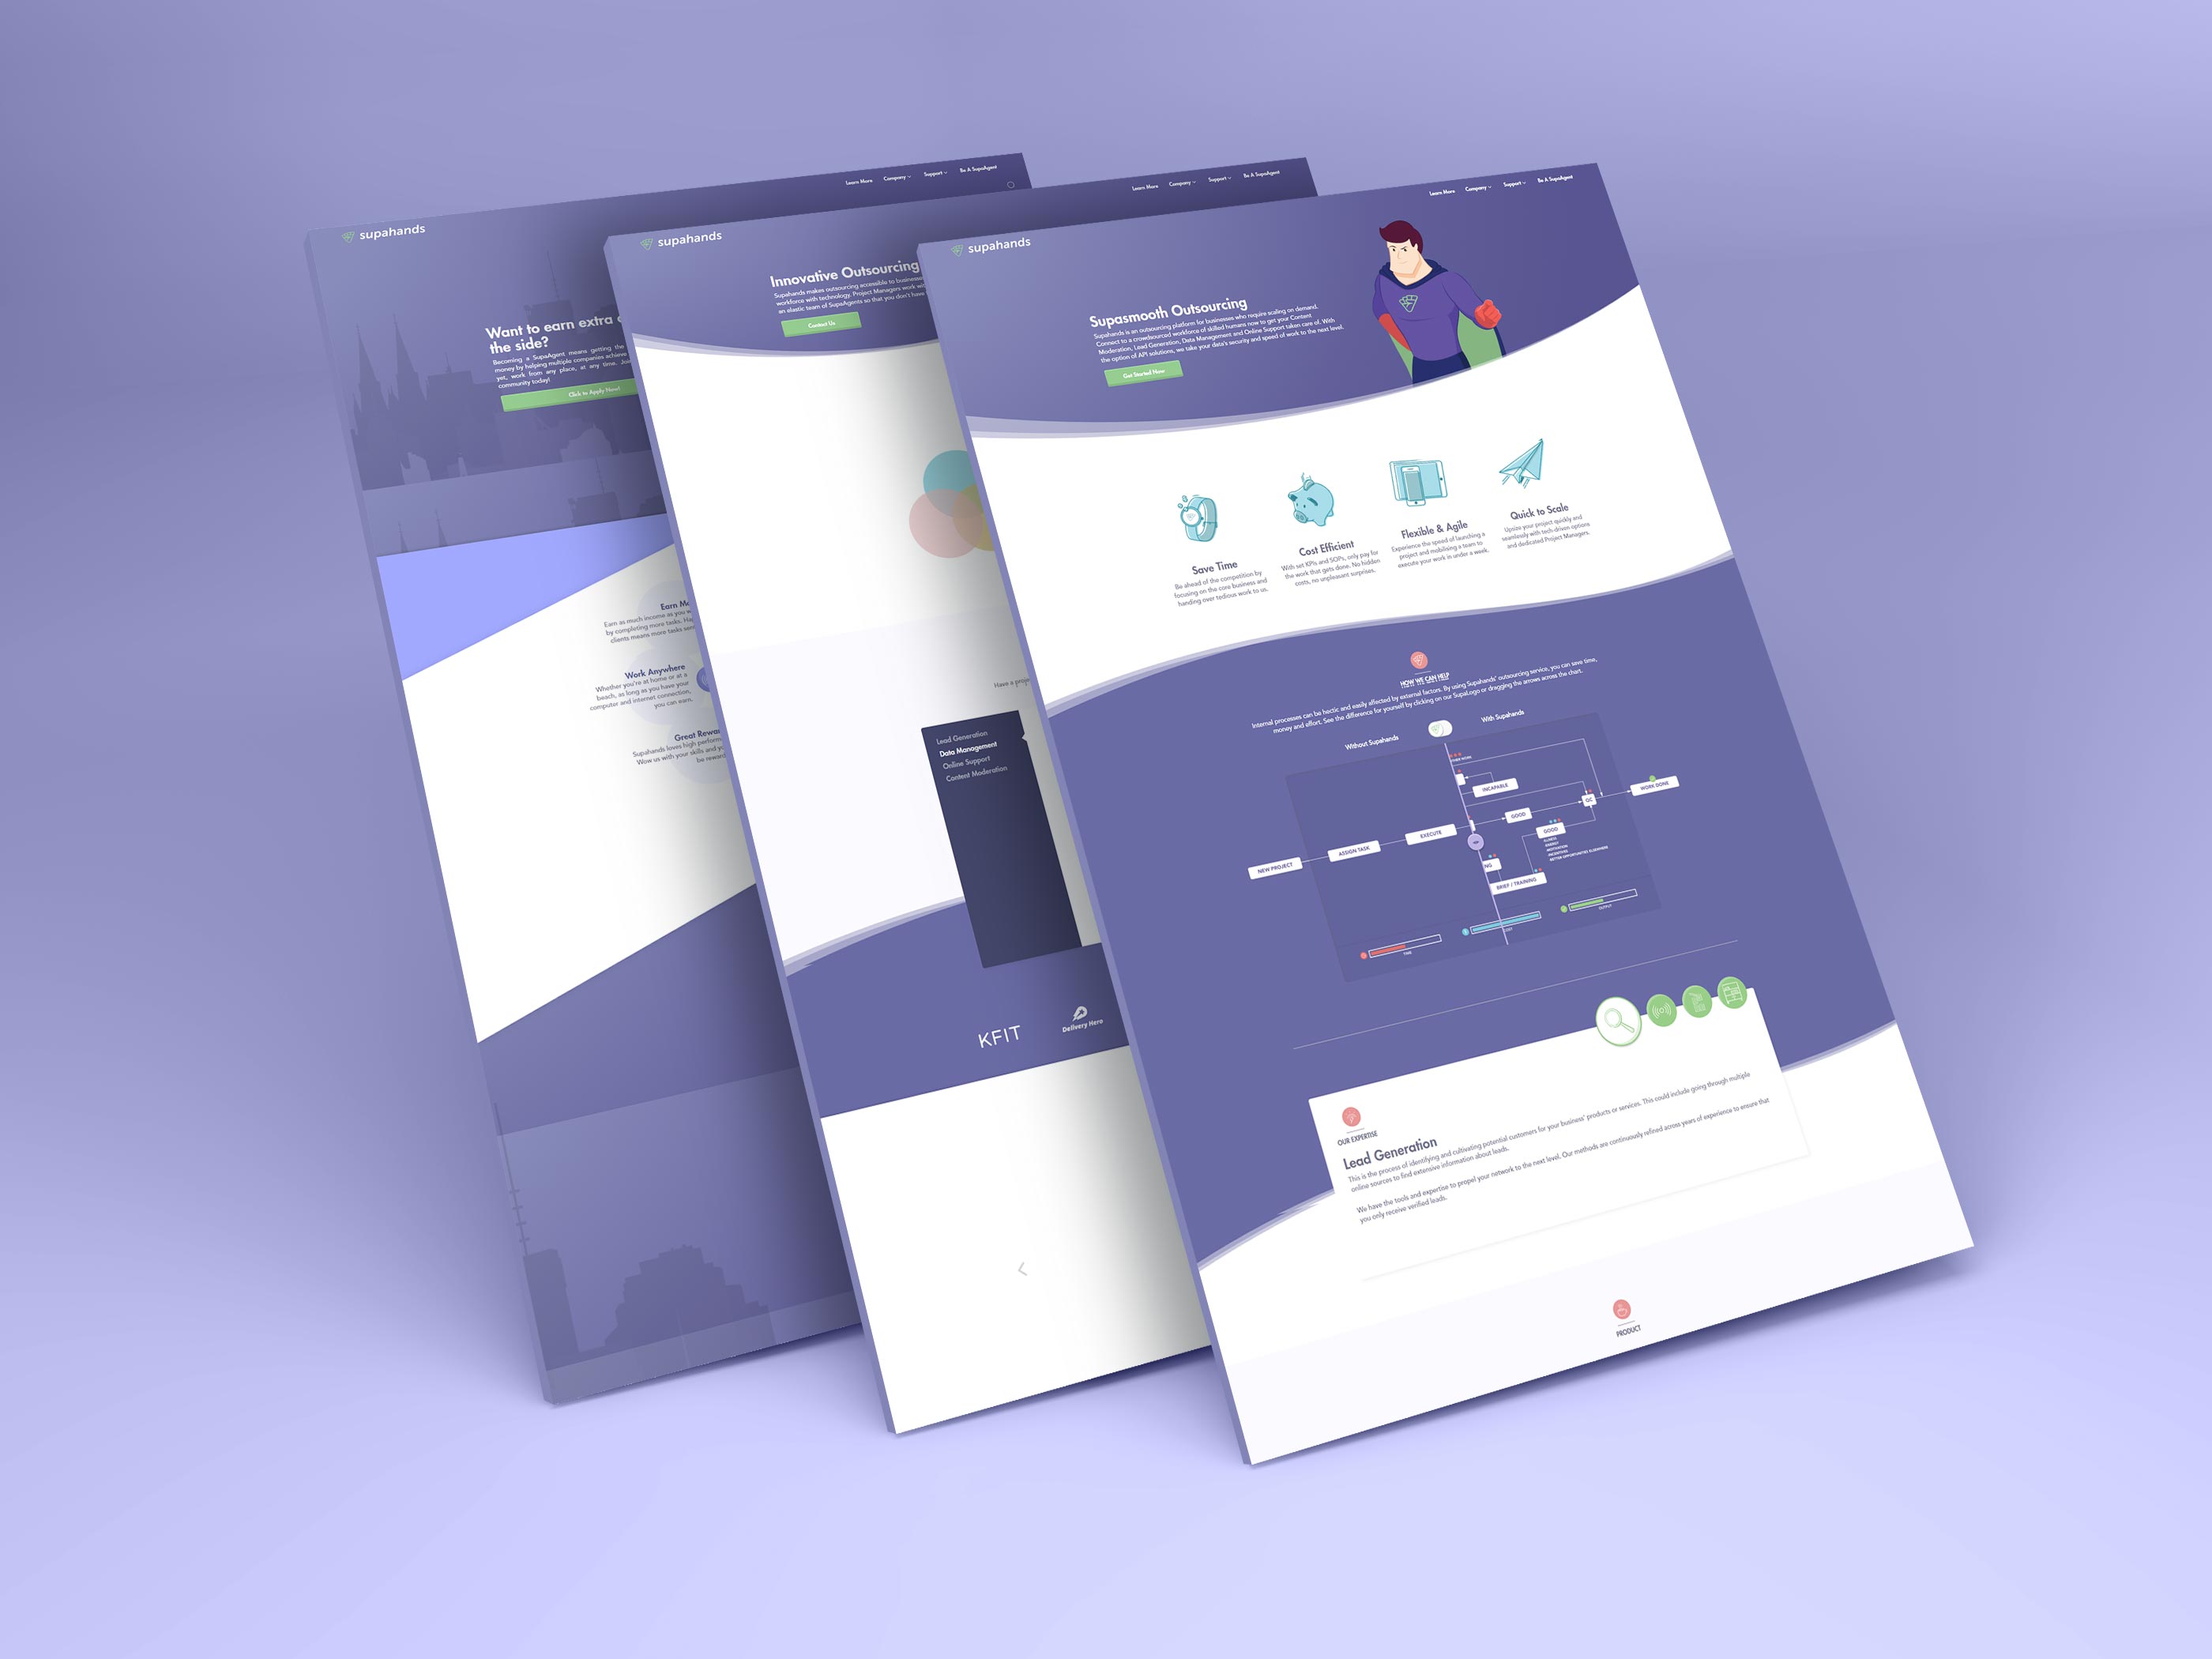 supahands
Learn More
Company
Support
Be A SupaAgent
Want to earn extra
the side?
Becoming a SupaAgent means getting the
money by helping multiple companies achieve
yet, work from any place, at any time. Join
community today!
Click to Apply Now!
Earn
Earn as much income as you
by completing more tasks.
clients means more tasks
Work Anywhere
Whether you're at home or at a
beach, as long as you have your
computer and internet connection,
you can earn.
Great
Supahands loves high
Wow us with your skills and
be
supahands
Learn More
Company
Support
Be A SupaAgent
Innovative Outsourcing
Supahands makes outsourcing accessible to
workforce with technology. Project Managers work
an elastic team of SupaAgents so that you don't have
Contact Us
Have a
Lead Generation
Data Management
Online Support
Content Moderation
KFIT
Delivery Hero
supahands
Learn More
Company
Support
Be A SupaAgent
Supasmooth Outsourcing
Supahands is an outsourcing platform for businesses who require scaling on demand.
Connect to a crowdsourced workforce of skilled humans now to get your Content
Moderation, Lead Generation, Data Management and Online Support taken care of. With
the option of API solutions, we take your data's security and speed of work to the next level.
Get Started Now
Save Time
Be ahead of the competition by
focusing on the core business and
handing over tedious work to us.
Cost Efficient
With set KPIs and SOPs, only pay for
the work that gets done. No hidden
costs, no unpleasant surprises.
Flexible & Agile
Experience the speed of launching a
project and mobilising a team to
execute your work in under a week.
Quick to Scale
Upsize your project quickly and
seamlessly with tech-driven options
and dedicated Project Managers.
HOW WE CAN HELP
Internal processes can be hectic and easily affected by external factors. By using Supahands' outsourcing service, you can save time,
money and effort. See the difference for yourself by clicking on our SupaLogo or dragging the arrows across the chart.
Without Supahands
With Supahands
INCAPABLE
NEW PROJECT
ASSIGN TASK
EXECUTE
GOOD
QC
WORK DONE
GOOD
ILLNESS
ENERGY
MOTIVATION
INCENTIVES
BETTER OPPORTUNITIES ELSEWHERE
NG
BRIEF / TRAINING
TIME
COST
OUTPUT
OUR EXPERTISE
Lead Generation
This is the process of identifying and cultivating potential customers for your business' products or services. This could include going through multiple
online sources to find extensive information about leads.
We have the tools and expertise to propel your network to the next level. Our methods are continuously refined across years of experience to ensure that
you only receive verified leads.
PRODUCT